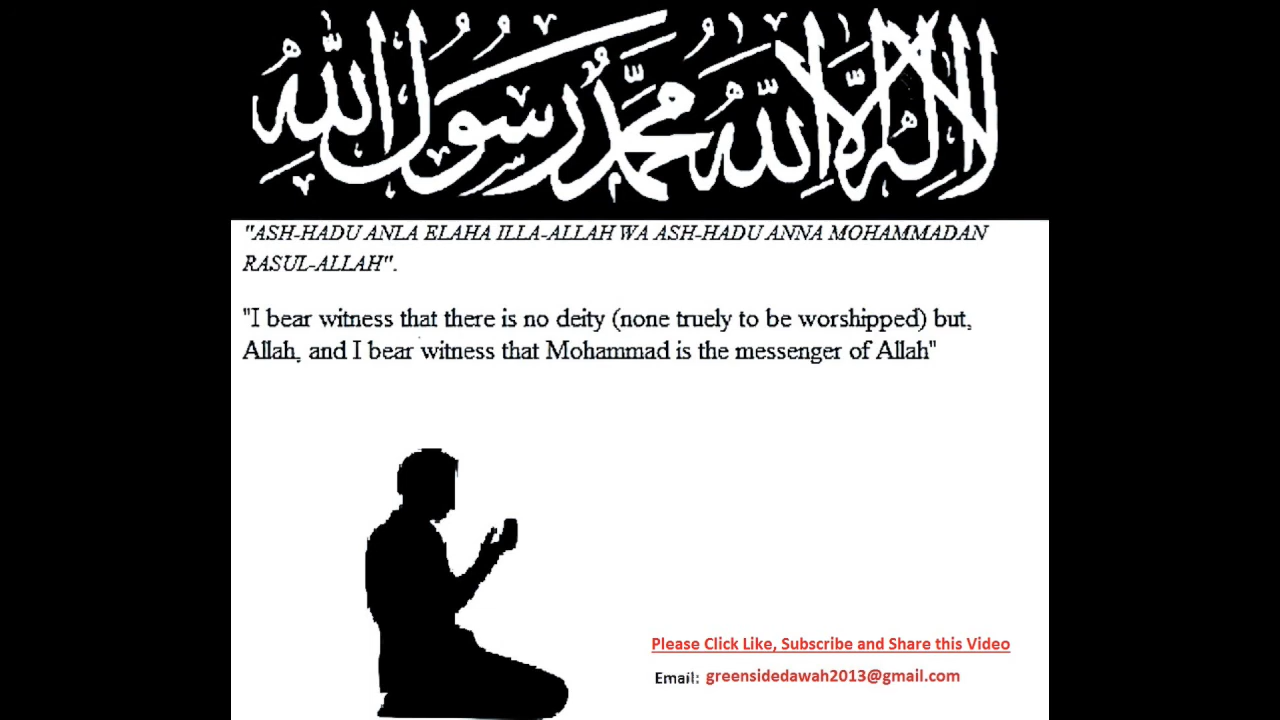 لا إله إلا الله محمد رسول الله
"ASH-HADU ANLA ELAHA ILLA-ALLAH WA ASH-HADU ANNA MOHAMMADAN
RASUL-ALLAH".
"I bear witness that there is no deity (none truely to be worshipped) but,
Allah, and I bear witness that Mohammad is the messenger of Allah"
Please Click Like, Subscribe and Share this Video
Email: greensidedawah2013@gmail.com